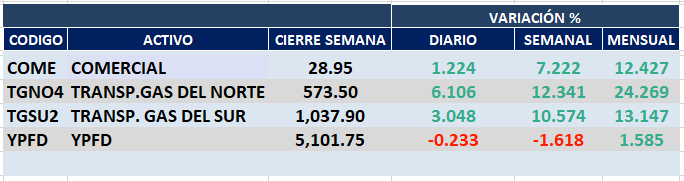 VARIACIÓN %
CODIGO ACTIVO CIERRE SEMANA DIARIO SEMANAL MENSUAL
COME COMERCIAL 28.95 1.224 7.222 12.427
TGNO4 TRANSP.GAS DEL NORTE 573.50 6.106 12.341 24.269
TGSU2 TRANSP. GAS DEL SUR 1,037.90 3.048 10.574 13.147
YPFD YPFD 5,101.75 -0.233 -1.618 1.585